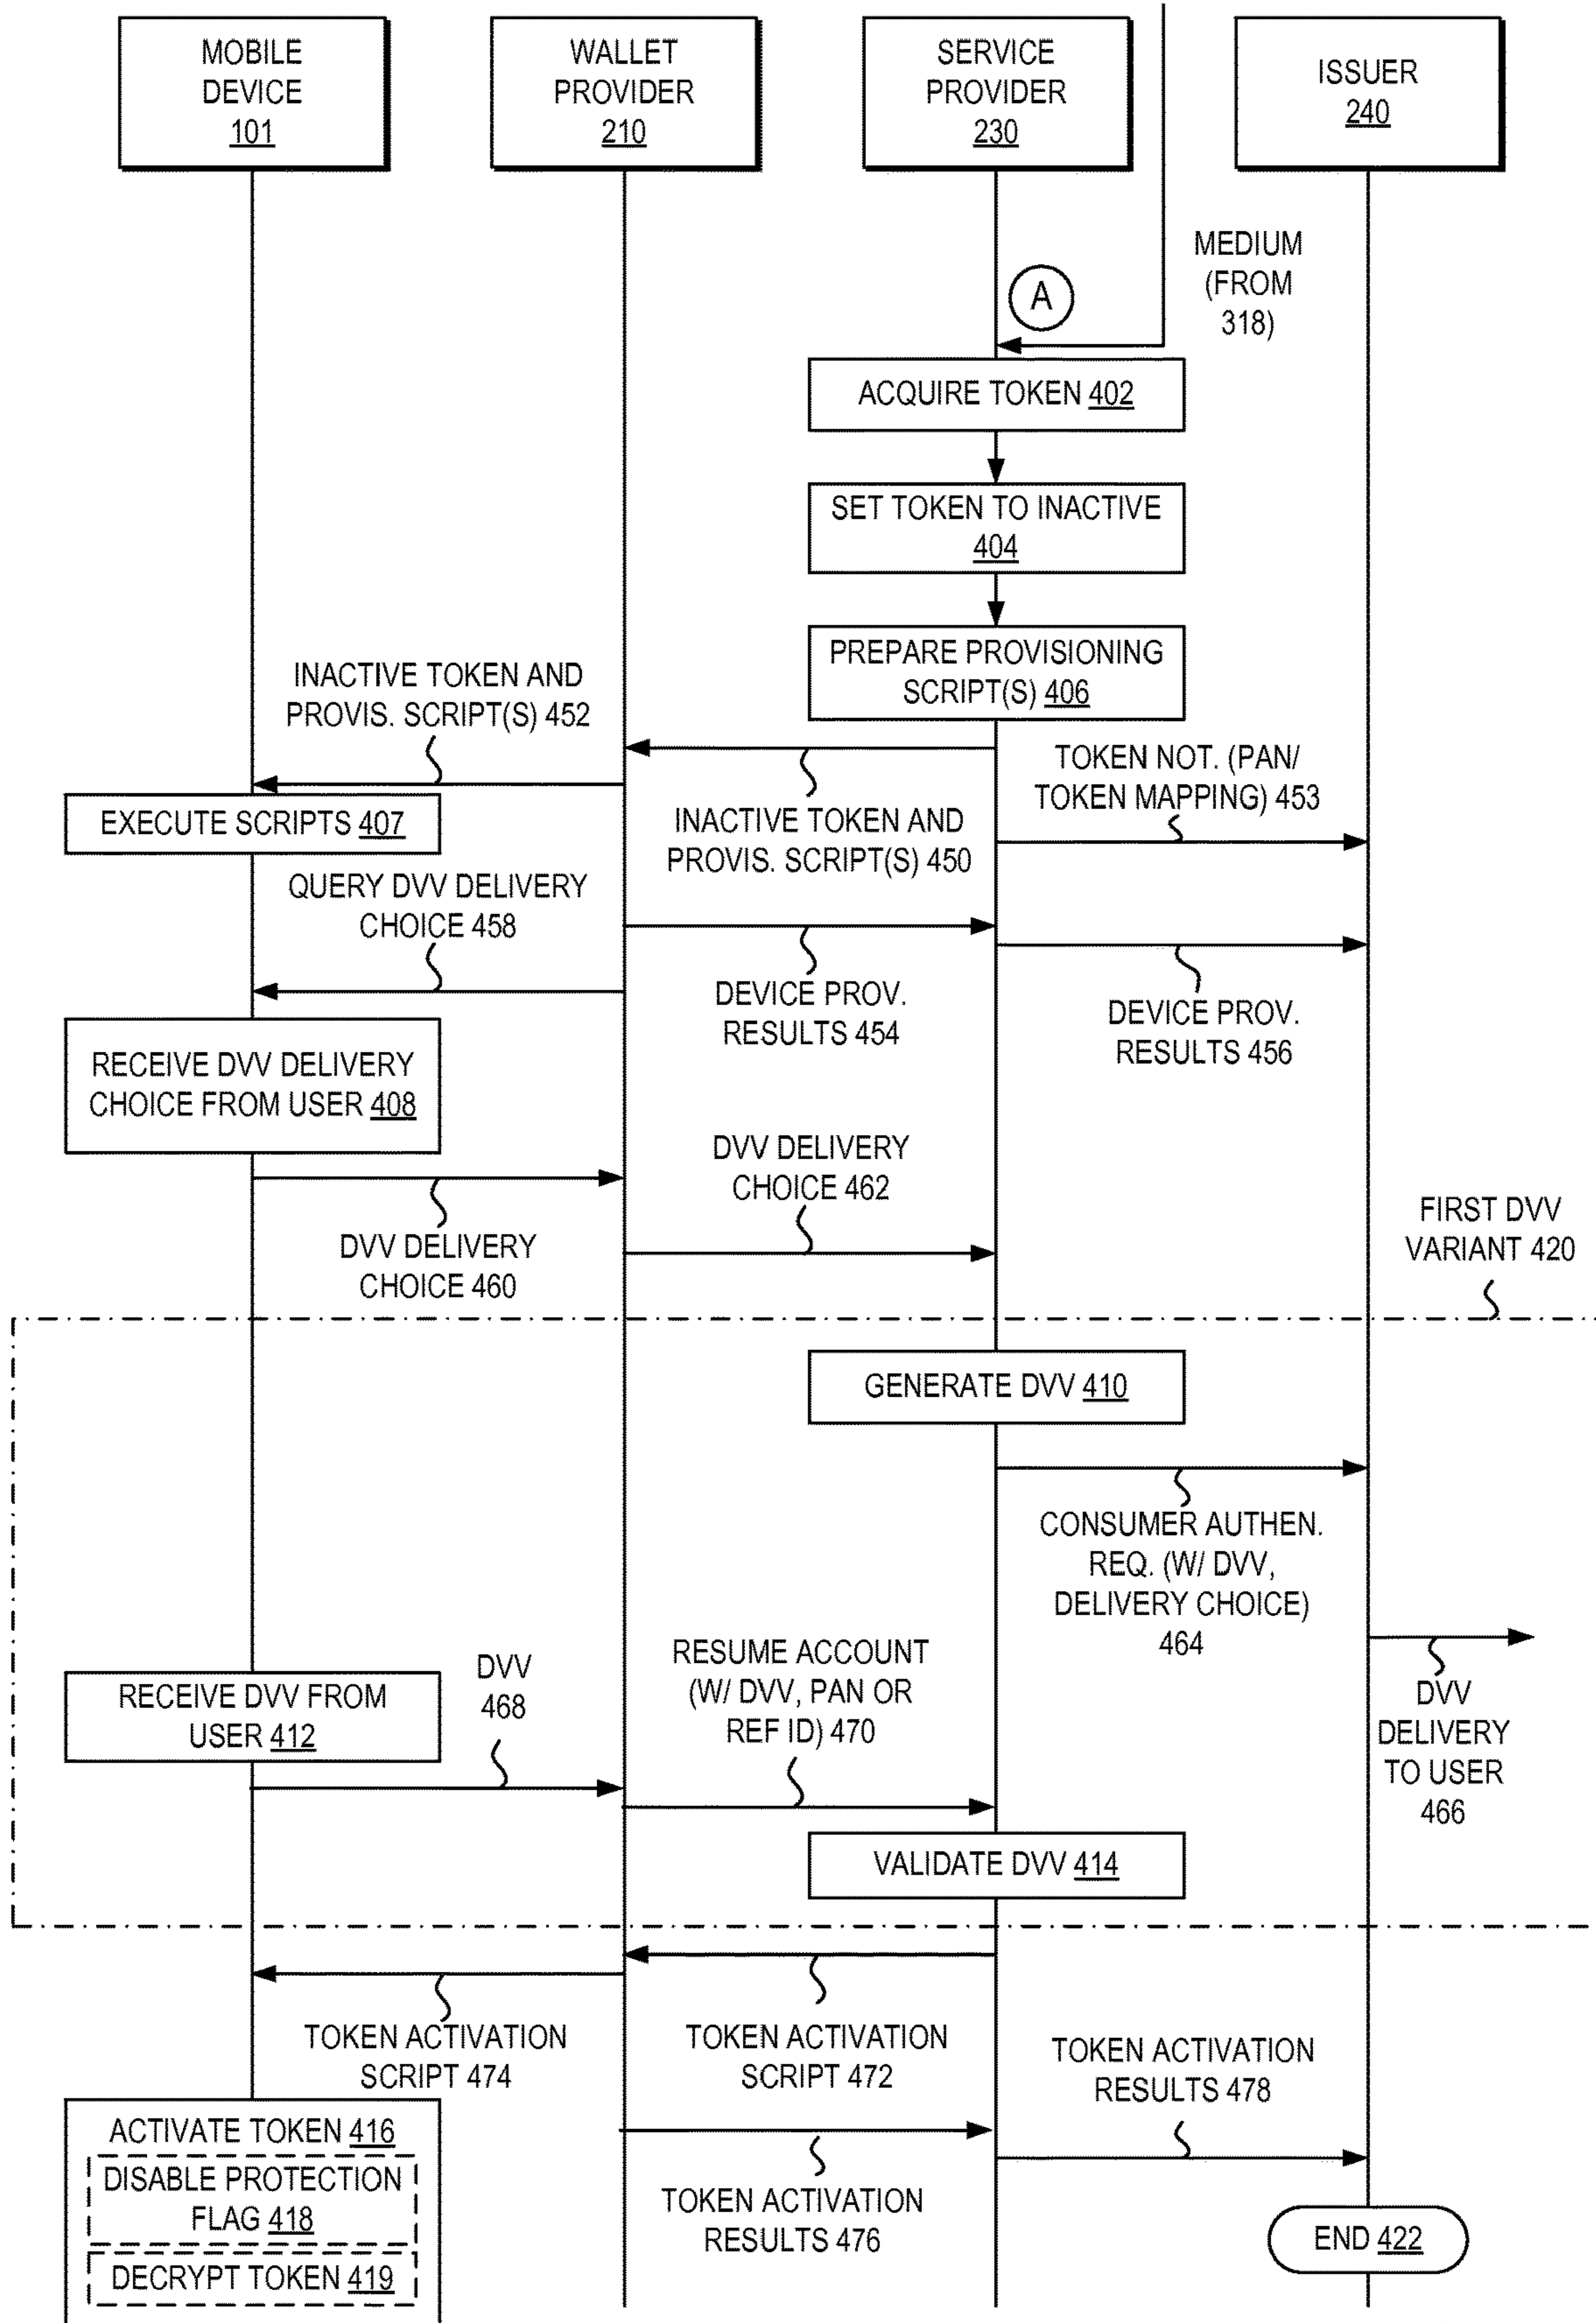 MOBILE
DEVICE
101
WALLET
PROVIDER
210
SERVICE
PROVIDER
230
ISSUER
240
MEDIUM
(FROM
318)
A
ACQUIRE TOKEN 402
SET TOKEN TO INACTIVE
404
PREPARE PROVISIONING
SCRIPT(S) 406
INACTIVE TOKEN AND
PROVIS. SCRIPT(S) 452
TOKEN NOT. (PAN/
TOKEN MAPPING) 453
EXECUTE SCRIPTS 407
INACTIVE TOKEN AND
PROVIS. SCRIPT(S) 450
QUERY DVV DELIVERY
CHOICE 458
DEVICE PROV.
RESULTS 454
DEVICE PROV.
RESULTS 456
RECEIVE DVV DELIVERY
CHOICE FROM USER 408
DVV DELIVERY
CHOICE 462
DVV DELIVERY
CHOICE 460
FIRST DVV
VARIANT 420
GENERATE DVV 410
CONSUMER AUTHEN.
REQ. (W/ DVV,
DELIVERY CHOICE)
464
RECEIVE DVV FROM
USER 412
DVV
468
RESUME ACCOUNT
(W/ DVV, PAN OR
REF ID) 470
DVV
DELIVERY
TO USER
466
VALIDATE DVV 414
TOKEN ACTIVATION
SCRIPT 474
TOKEN ACTIVATION
SCRIPT 472
TOKEN ACTIVATION
RESULTS 478
ACTIVATE TOKEN 416
DISABLE PROTECTION
FLAG 418
DECRYPT TOKEN 419
TOKEN ACTIVATION
RESULTS 476
END 422